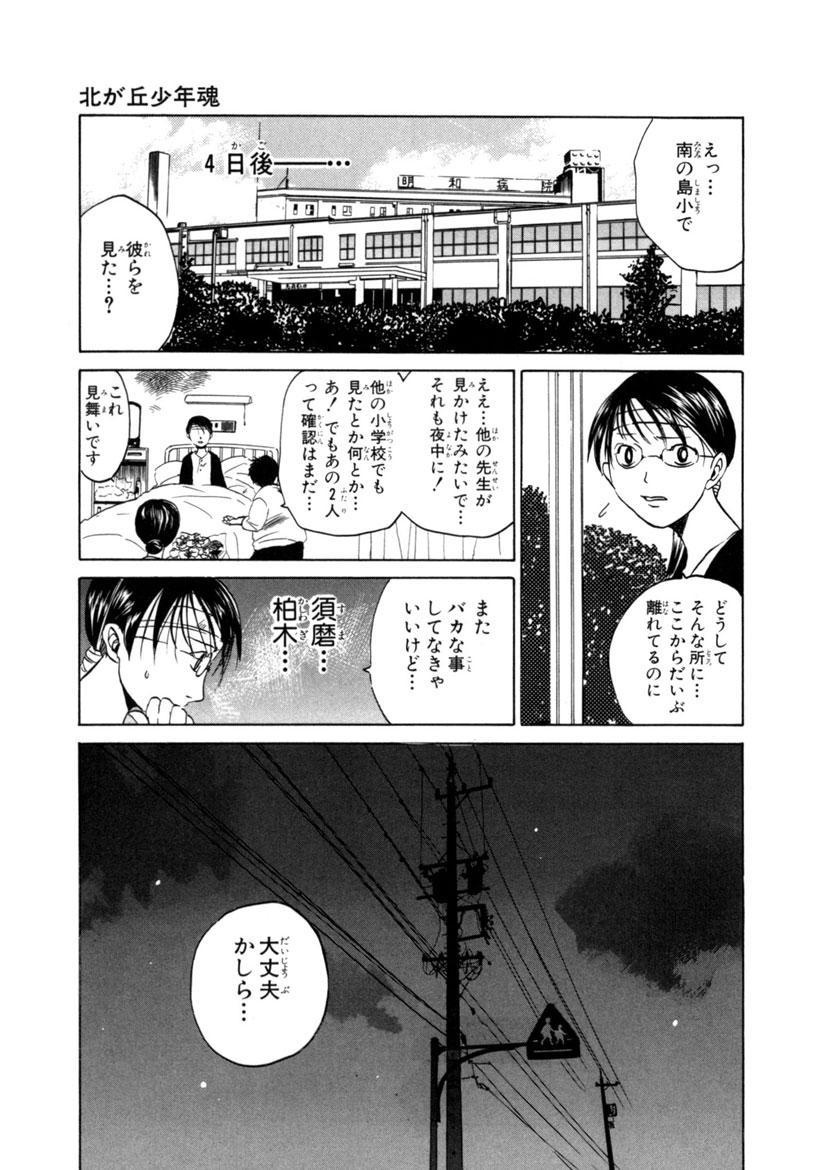 北が丘少年魂
4日後――…
明和病院
えっ…
南の島小で
彼らを
見た…？
どうして
そんな所に…
ここからだいぶ
離れてるのに
ええ…他の先生が
見かけたみたいで…
それも夜中に！
他の小学校でも
見たとか何とか…
あ！でもあの2人
って確認はまだ…
これ
見舞いです
また
バカな事
してなきゃ
いいけど…
須磨…
柏木…
大丈夫
かしら…